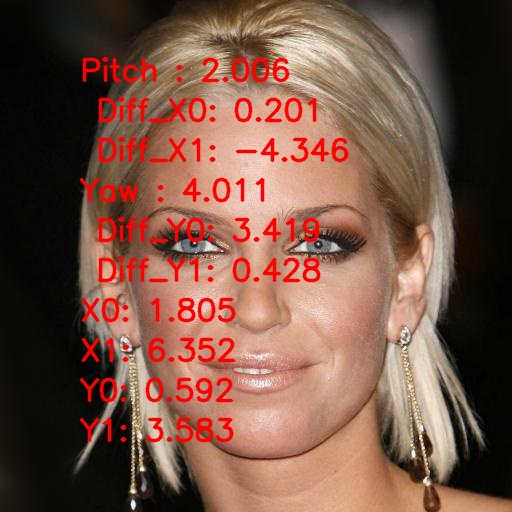 Pitch : 2.006
Diff_X0: 0.201
Diff_X1: -4.346
Yaw : 4.011
Diff_Y0: 3.419
Diff_Y1: 0.428
X0: 1.805
X1: 6.352
Y0: 0.592
Y1: 3.583